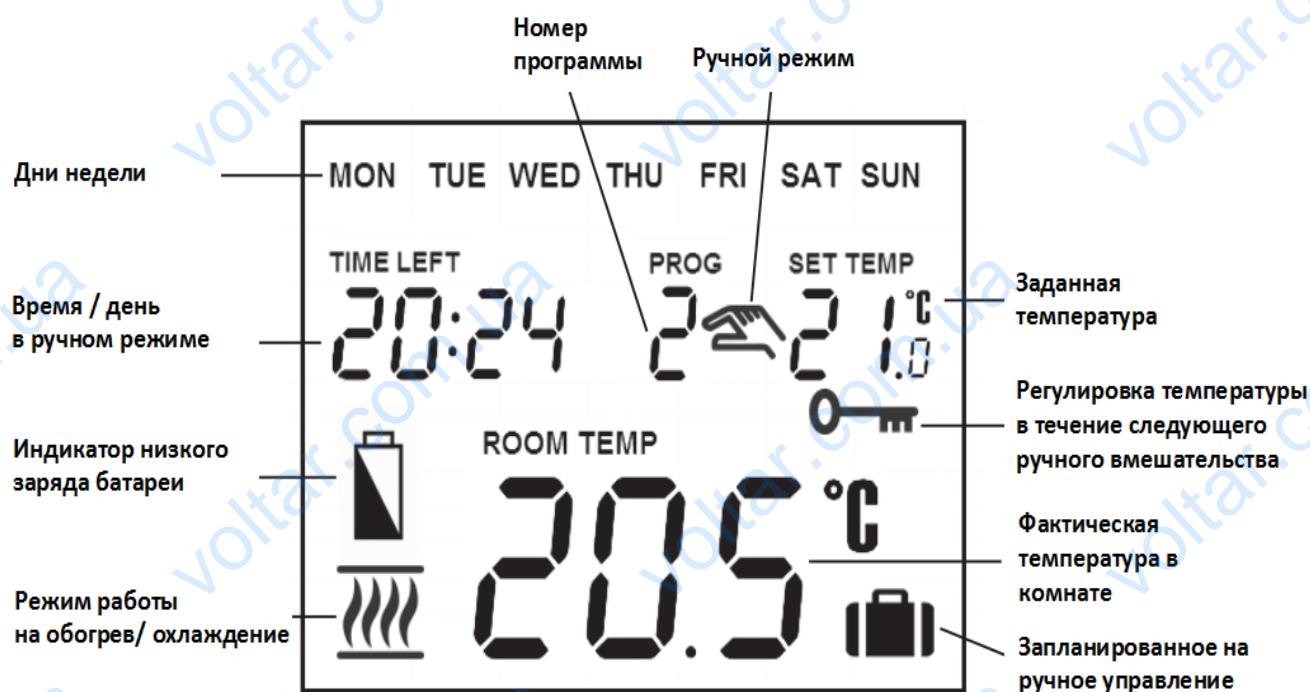 Номер
программы
Ручной режим
Дни недели
MON TUE WED THU FRI SAT SUN
TIME LEFT PROG SET TEMP
Время / день
в ручном режиме
20:24 2 21.0 °C
Заданная
температура
Регулировка температуры
в течение следующего
ручного вмешательства
Индикатор низкого
заряда батареи
ROOM TEMP
20.5 °C
Фактическая
температура в
комнате
Режим работы
на обогрев/ охлаждение
Запланированное на
ручное управление
voltar.com.ua